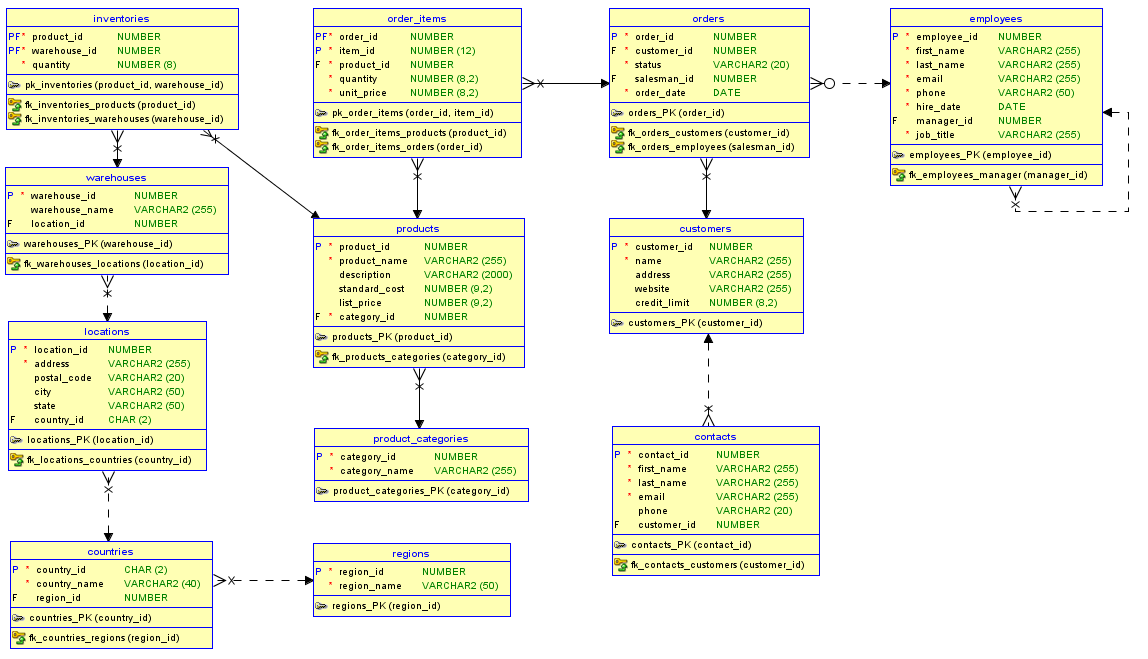 inventories
PF* product_id NUMBER
PF* warehouse_id NUMBER
* quantity NUMBER (8)
pk_inventories (product_id, warehouse_id)
fk_inventories_products (product_id)
fk_inventories_warehouses (warehouse_id)
order_items
PF* order_id NUMBER
P * item_id NUMBER (12)
F * product_id NUMBER
* quantity NUMBER (8,2)
* unit_price NUMBER (8,2)
pk_order_items (order_id, item_id)
fk_order_items_products (product_id)
fk_order_items_orders (order_id)
orders
P * order_id NUMBER
F * customer_id NUMBER
* status VARCHAR2 (20)
F salesman_id NUMBER
* order_date DATE
orders_PK (order_id)
fk_orders_customers (customer_id)
fk_orders_employees (salesman_id)
employees
P * employee_id NUMBER
* first_name VARCHAR2 (255)
* last_name VARCHAR2 (255)
* email VARCHAR2 (255)
* phone VARCHAR2 (50)
* hire_date DATE
F manager_id NUMBER
* job_title VARCHAR2 (255)
employees_PK (employee_id)
fk_employees_manager (manager_id)
warehouses
P * warehouse_id NUMBER
warehouse_name VARCHAR2 (255)
F location_id NUMBER
warehouses_PK (warehouse_id)
fk_warehouses_locations (location_id)
products
P * product_id NUMBER
* product_name VARCHAR2 (255)
description VARCHAR2 (2000)
standard_cost NUMBER (9,2)
list_price NUMBER (9,2)
F * category_id NUMBER
products_PK (product_id)
fk_products_categories (category_id)
customers
P * customer_id NUMBER
* name VARCHAR2 (255)
address VARCHAR2 (255)
website VARCHAR2 (255)
credit_limit NUMBER (8,2)
customers_PK (customer_id)
locations
P * location_id NUMBER
* address VARCHAR2 (255)
postal_code VARCHAR2 (20)
city VARCHAR2 (50)
state VARCHAR2 (50)
F country_id CHAR (2)
locations_PK (location_id)
fk_locations_countries (country_id)
product_categories
P * category_id NUMBER
* category_name VARCHAR2 (255)
product_categories_PK (category_id)
contacts
P * contact_id NUMBER
* first_name VARCHAR2 (255)
* last_name VARCHAR2 (255)
* email VARCHAR2 (255)
phone VARCHAR2 (20)
F customer_id NUMBER
contacts_PK (contact_id)
fk_contacts_customers (customer_id)
countries
P * country_id CHAR (2)
* country_name VARCHAR2 (40)
F region_id NUMBER
countries_PK (country_id)
fk_countries_regions (region_id)
regions
P * region_id NUMBER
* region_name VARCHAR2 (50)
regions_PK (region_id)